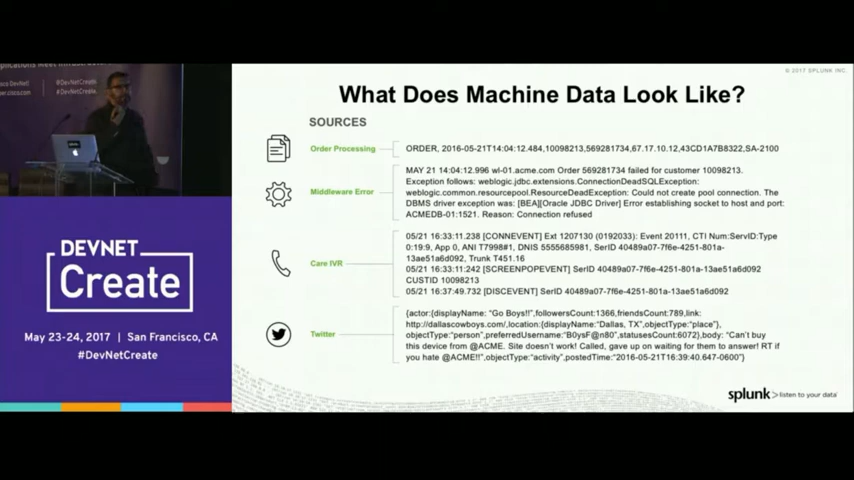 plications Meet Infrastructure
sco DevNet!
#DevNetCreate
per.cisco.com
#DevNetCreate
DEVNET
Create
May 23-24, 2017 | San Francisco, CA
#DevNetCreate
© 2017 SPLUNK INC.
What Does Machine Data Look Like?
SOURCES
Order Processing
ORDER, 2016-05-21T14:04:12.484,10098213,569281734,67.17.10.12,43CD1A7B8322,SA-2100
Middleware Error
MAY 21 14:04:12.996 wl-01.acme.com Order 569281734 failed for customer 10098213.
Exception follows: weblogic.jdbc.extensions.ConnectionDeadSQLException:
weblogic.common.resourcepool.ResourceDeadException: Could not create pool connection. The
DBMS driver exception was: [BEA][Oracle JDBC Driver] Error establishing socket to host and port:
ACMEDB-01:1521. Reason: Connection refused
Care IVR
05/21 16:33:11.238 [CONNEVENT] Ext 1207130 (0192033): Event 20111, CTI Num:ServID:Type
0:19:9, App 0, ANI T7998#1, DNIS 5555685981, SerID 40489a07-7f6e-4251-801a-
13ae51a6d092, Trunk T451.16
05/21 16:33:11:242 [SCREENPOPEVENT] SerID 40489a07-7f6e-4251-801a-13ae51a6d092
CUSTID 10098213
05/21 16:37:49.732 [DISCEVENT] SerID 40489a07-7f6e-4251-801a-13ae51a6d092
Twitter
{actor:{displayName: "Go Boys!!",followersCount:1366,friendsCount:789,link:
http://dallascowboys.com/,location:{displayName:"Dallas, TX",objectType:"place"},
objectType:"person",preferredUsername:"B0ysF@n80",statusesCount:6072},body: "Can't buy
this device from @ACME. Site doesn't work! Called, gave up on waiting for them to answer! RT if
you hate @ACME!!",objectType:"activity",postedTime:"2016-05-21T16:39:40.647-0600"}
splunk> listen to your data